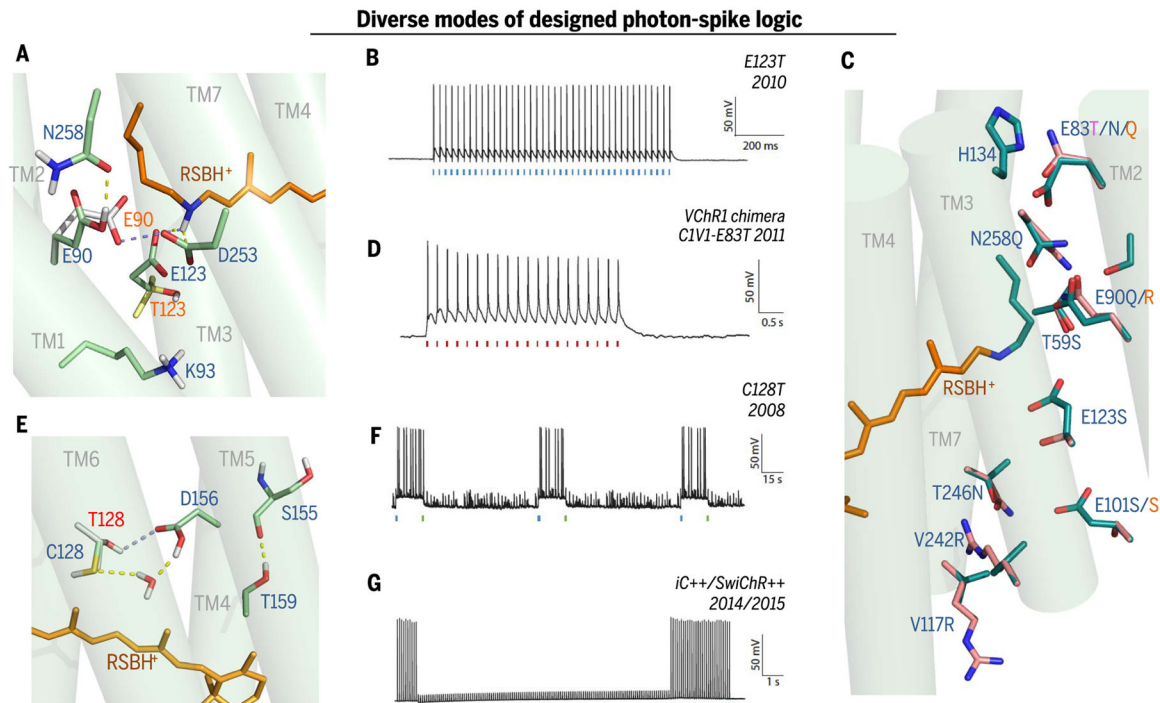 Diverse modes of designed photon-spike logic
A
TM7
TM4
N258
TM2
RSBH+
E90
E90
D253
E123
T123
TM1
TM3
K93
B
E123T
2010
50 mV
200 ms
D
VChR1 chimera
C1V1-E83T 2011
50 mV
0.5 s
C
E83T/N/Q
H134
TM2
TM3
TM4
N258Q
E90Q/R
T59S
RSBH+
E123S
TM7
T246N
E101S/S
V242R
V117R
E
TM6
TM5
D156
T128
S155
C128
TM4
T159
RSBH+
F
C128T
2008
50 mV
15 s
G
iC++/SwiChR++
2014/2015
50 mV
1 s